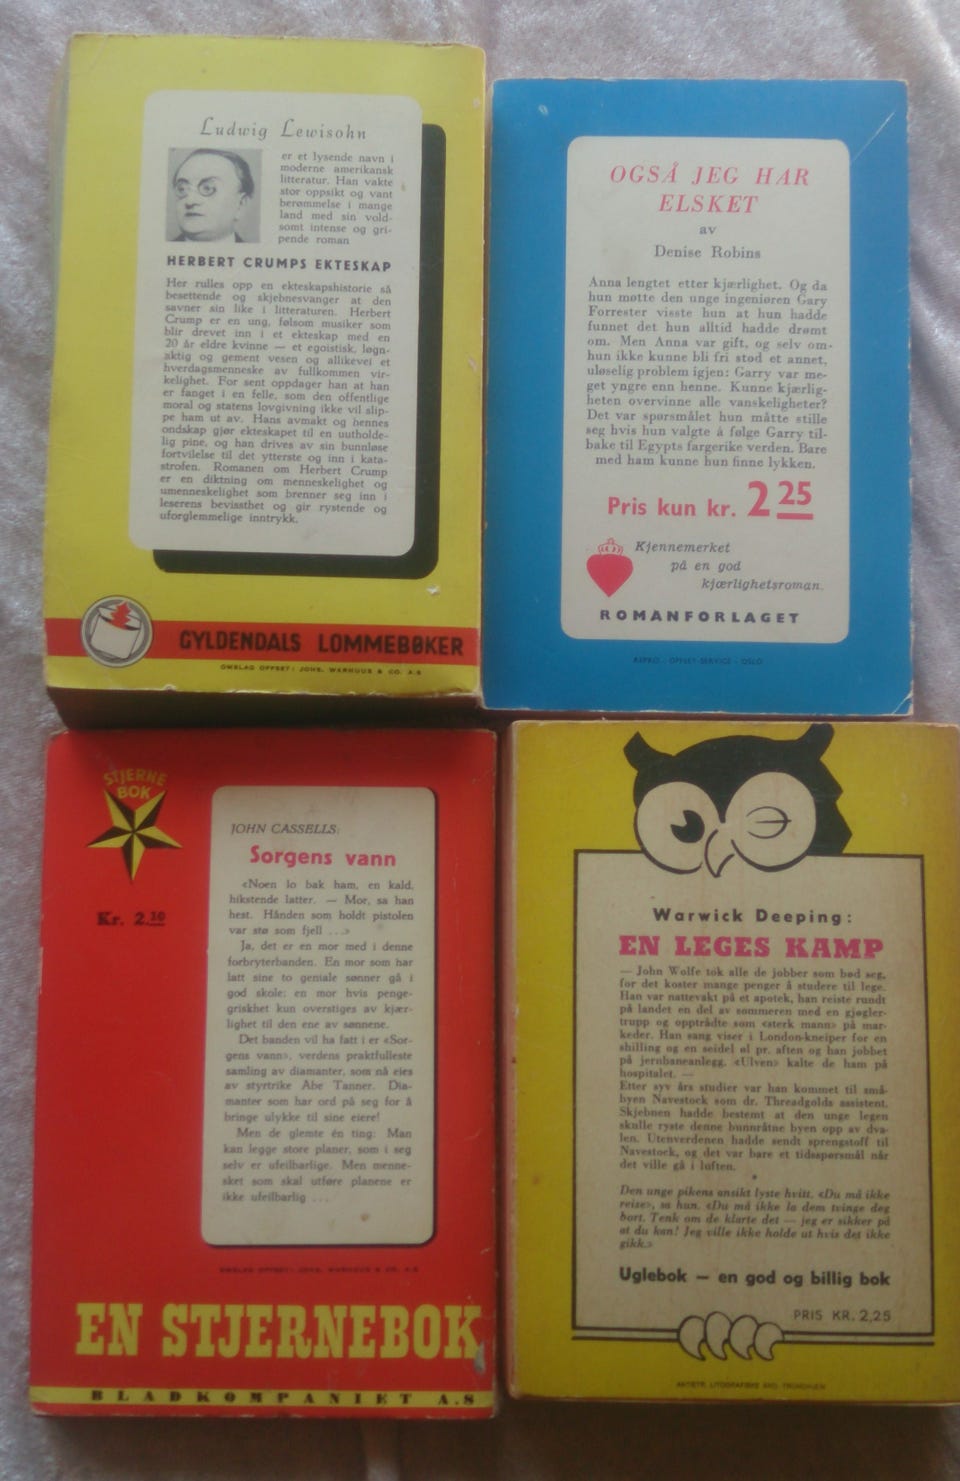 Ludwig Lewisohn
er et lysende navn i
moderne amerikansk
litteratur. Han vakte
stor oppsikt og vant
berømmelse i mange
land med sin vold-
somt intense og gri-
pende roman
HERBERT CRUMPS EKTESKAP
Her rulles opp en ekteskapshistorie så
besettende og skjebnesvanger at den
savner sin like i litteraturen. Herbert
Crump er en ung, følsom musiker som
blir drevet inn i et ekteskap med en
20 år eldre kvinne — et egoistisk, løgn-
aktig og gement vesen og allikevel et
hverdagsmenneske av fullkommen vir-
kelighet. For sent oppdager han at han
er fanget i en felle, som den offentlige
moral og statens lovgivning ikke vil slip-
pe ham ut av. Hans avmakt og hennes
ondskap gjør ekteskapet til en uutholde-
lig pine, og han drives av sin bunnløse
fortvilelse til det ytterste og inn i kata-
strofen. Romanen om Herbert Crump
er en diktning om menneskelighet og
umenneskelighet som brenner seg inn i
leserens bevissthet og gir rystende og
uforglemmelige inntrykk.
GYLDENDALS LOMMEBØKER
OMSLAG OFFSET: JOHS. WARHUUS & CO. A·S
OGSÅ JEG HAR
ELSKET
av
Denise Robins
Anna lengtet etter kjærlighet. Og da
hun møtte den unge ingeniøren Gary
Forrester visste hun at hun hadde
funnet det hun alltid hadde drømt
om. Men Anna var gift, og selv om-
hun ikke kunne bli fri stod et annet,
uløselig problem igjen: Garry var me-
get yngre enn henne. Kunne kjærlig-
heten overvinne alle vanskeligheter?
Det var spørsmålet hun måtte stille
seg hvis hun valgte å følge Garry til-
bake til Egypts fargerike verden. Bare
med ham kunne hun finne lykken.
Pris kun kr. 2 25
Kjennemerket
på en god
kjærlighetsroman.
ROMANFORLAGET
REPRO - OFFSET-SERVICE - OSLO
STJERNE
BOK
Kr. 2.10
JOHN CASSELLS:
Sorgens vann
«Noen lo bak ham, en kald,
hikstende latter. — Mor, sa han
hest. Hånden som holdt pistolen
var stø som fjell . . .»
Ja, det er en mor med i denne
forbryterbanden. En mor som har
latt sine to geniale sønner gå i
god skole; en mor hvis penge-
griskhet kun overstiges av kjær-
lighet til den ene av sønnene.
Det banden vil ha fatt i er «Sor-
gens vann», verdens praktfulleste
samling av diamanter, som nå eies
av styrtrike Abe Tanner. Dia-
manter som har ord på seg for å
bringe ulykke til sine eiere!
Men de glemte én ting: Man
kan legge store planer, som i seg
selv er ufeilbarlige. Men menne-
sket som skal utføre planene er
ikke ufeilbarlig . . .
OMSLAG OFFSET: JOHS. WARHUUS & CO. A·S
EN STJERNEBOK
BLADKOMPANIET A.S
Warwick Deeping:
EN LEGES KAMP
— John Wolfe tok alle de jobber som bød seg,
for det koster mange penger å studere til lege.
Han var nattevakt på et apotek, han reiste rundt
på landet en del av sommeren med en gjøgler-
trupp og opptrådte som «sterk mann» på mar-
keder. Han sang viser i London-kneiper for en
shilling og en seidel øl pr. aften og han jobbet
på jernbaneanlegg. «Ulven» kalte de ham på
hospitalet. —
Etter syv års studier var han kommet til små-
byen Navestock som dr. Threadgolds assistent.
Skjebnen hadde bestemt at den unge legen
skulle ryste denne bunnråtne byen opp av dva-
len. Utenverdenen hadde sendt sprengstoff til
Navestock, og det var bare et tidsspørsmål når
det ville gå i luften.
Den unge pikens ansikt lyste hvitt. «Du må ikke
reise», sa hun. «Du må ikke la dem tvinge deg
bort. Tenk om de klarte det — jeg er sikker på
at du kan! Jeg ville ikke holde ut hvis det ikke
gikk.»
Uglebok — en god og billig bok
PRIS KR. 2,25